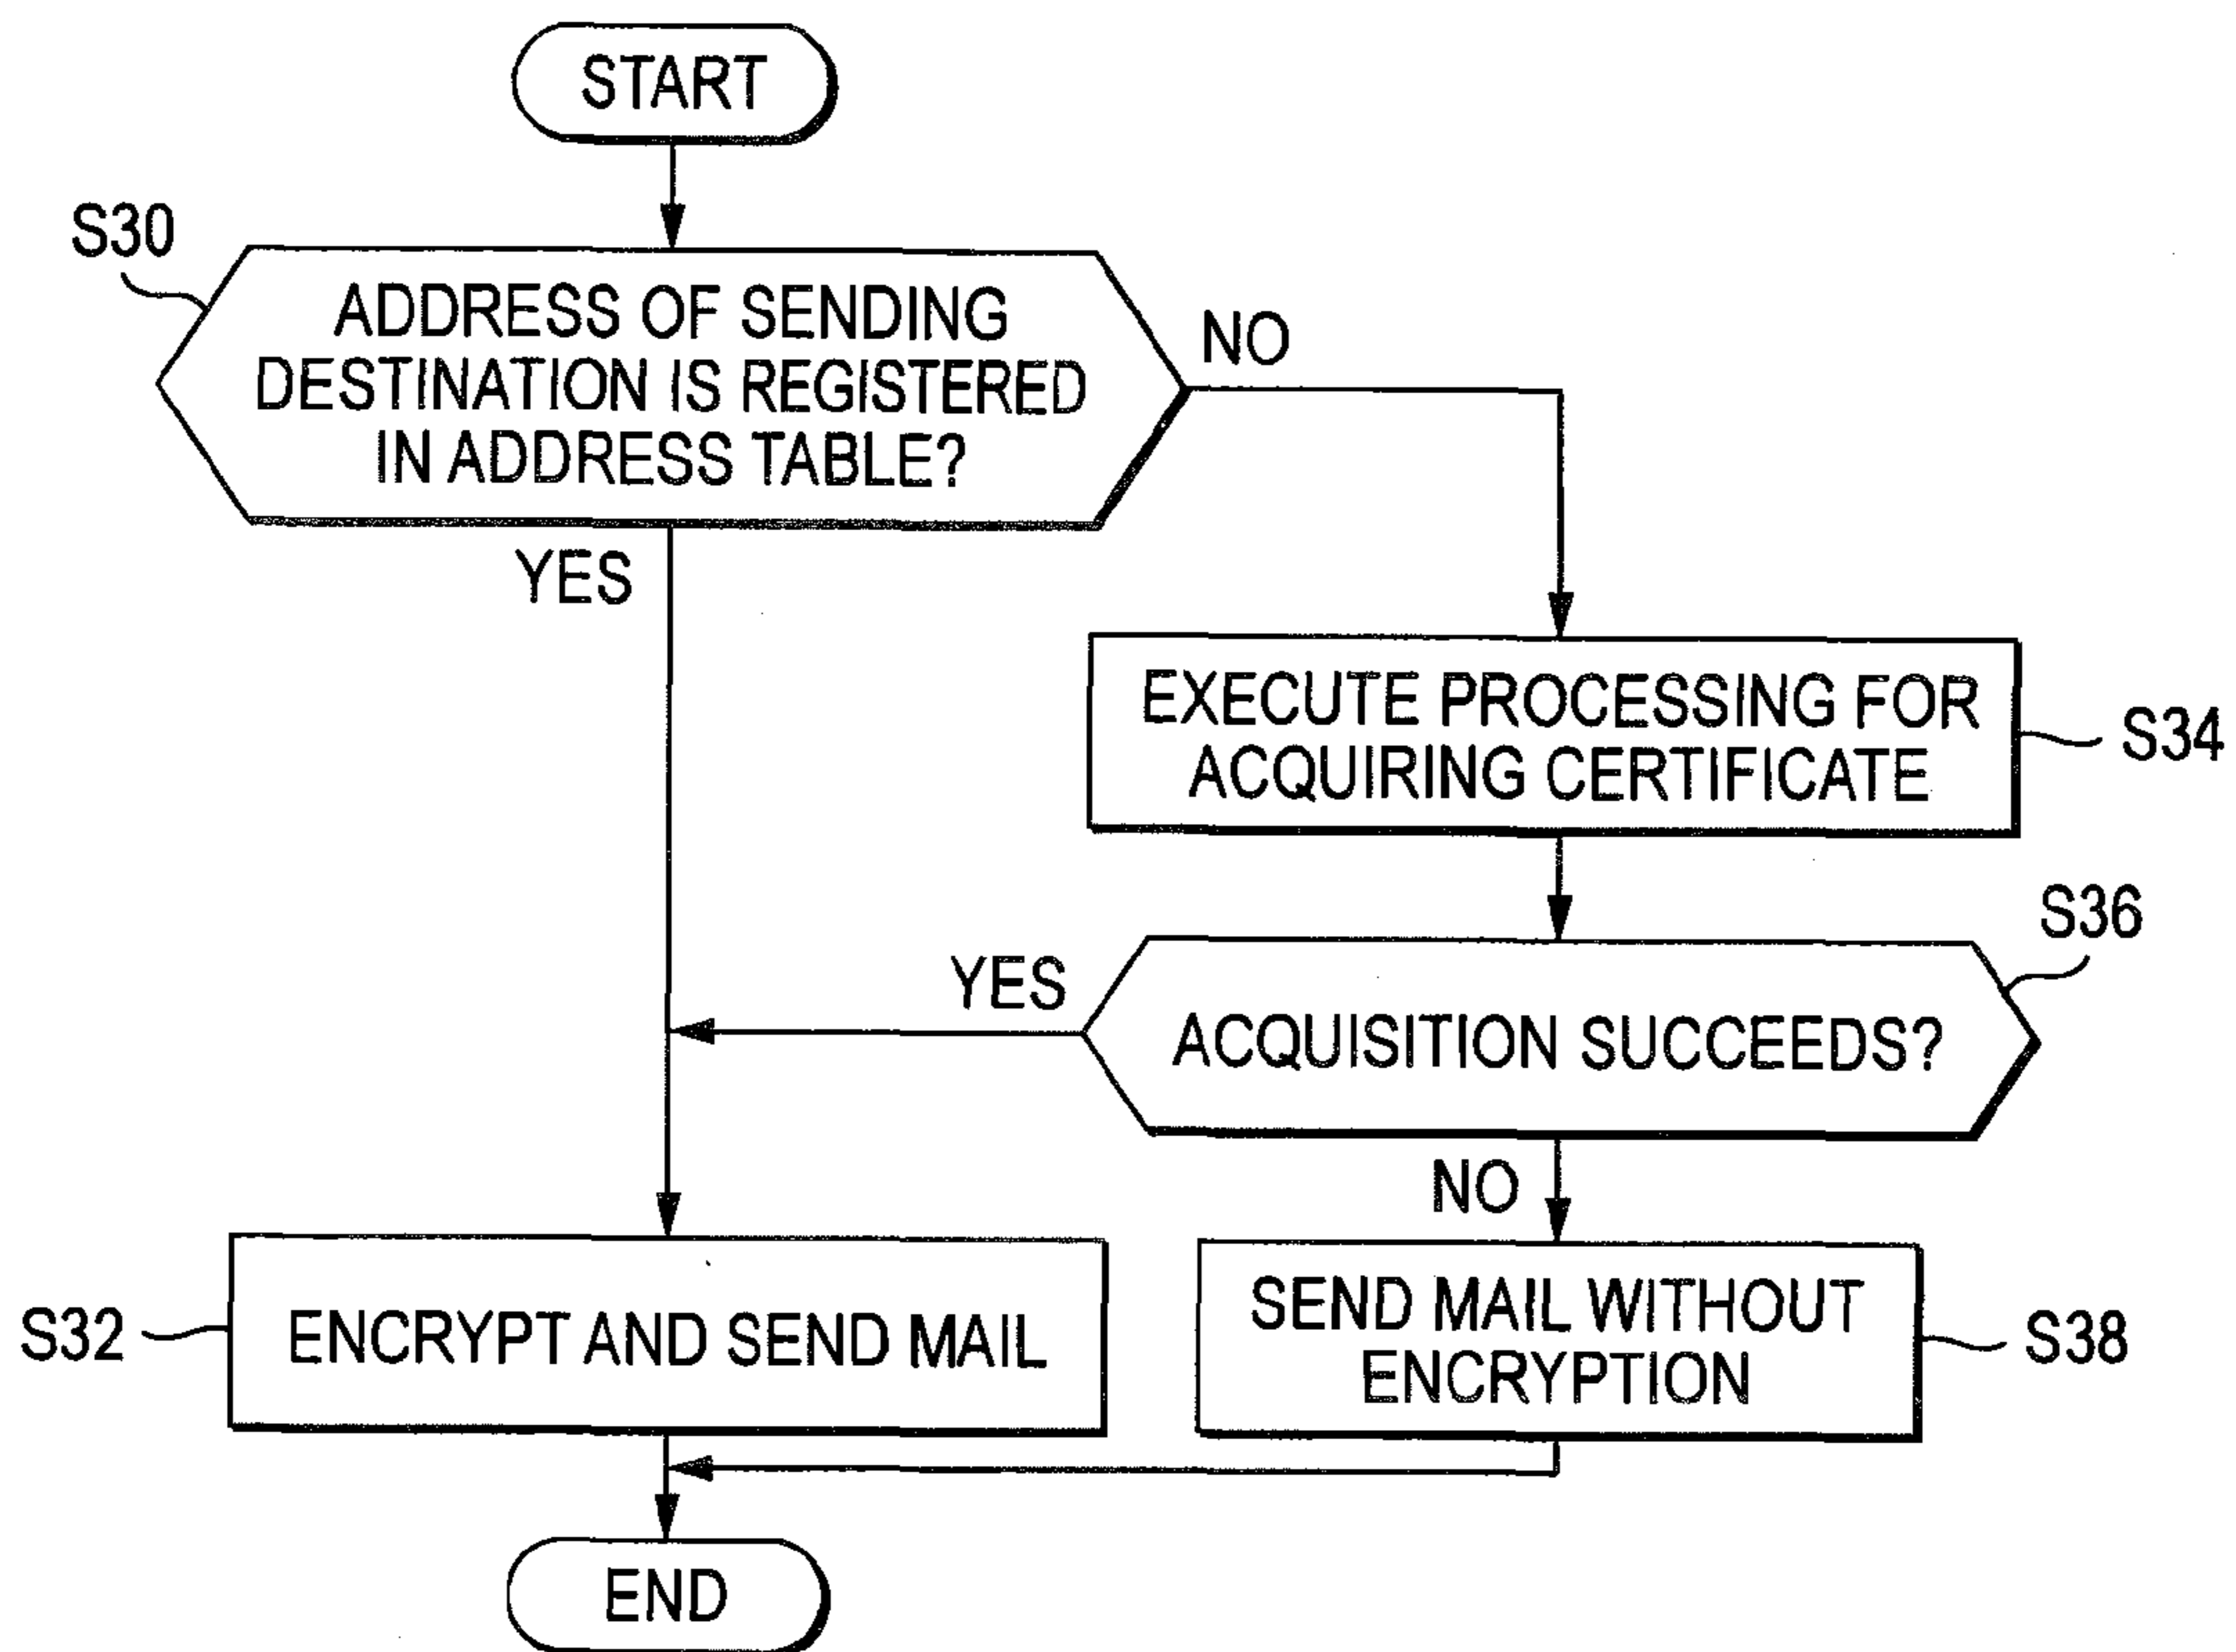 START
S30
ADDRESS OF SENDING
DESTINATION IS REGISTERED
IN ADDRESS TABLE?
NO
YES
EXECUTE PROCESSING FOR
ACQUIRING CERTIFICATE
S34
S36
YES
ACQUISITION SUCCEEDS?
NO
S32
ENCRYPT AND SEND MAIL
SEND MAIL WITHOUT
ENCRYPTION
S38
END